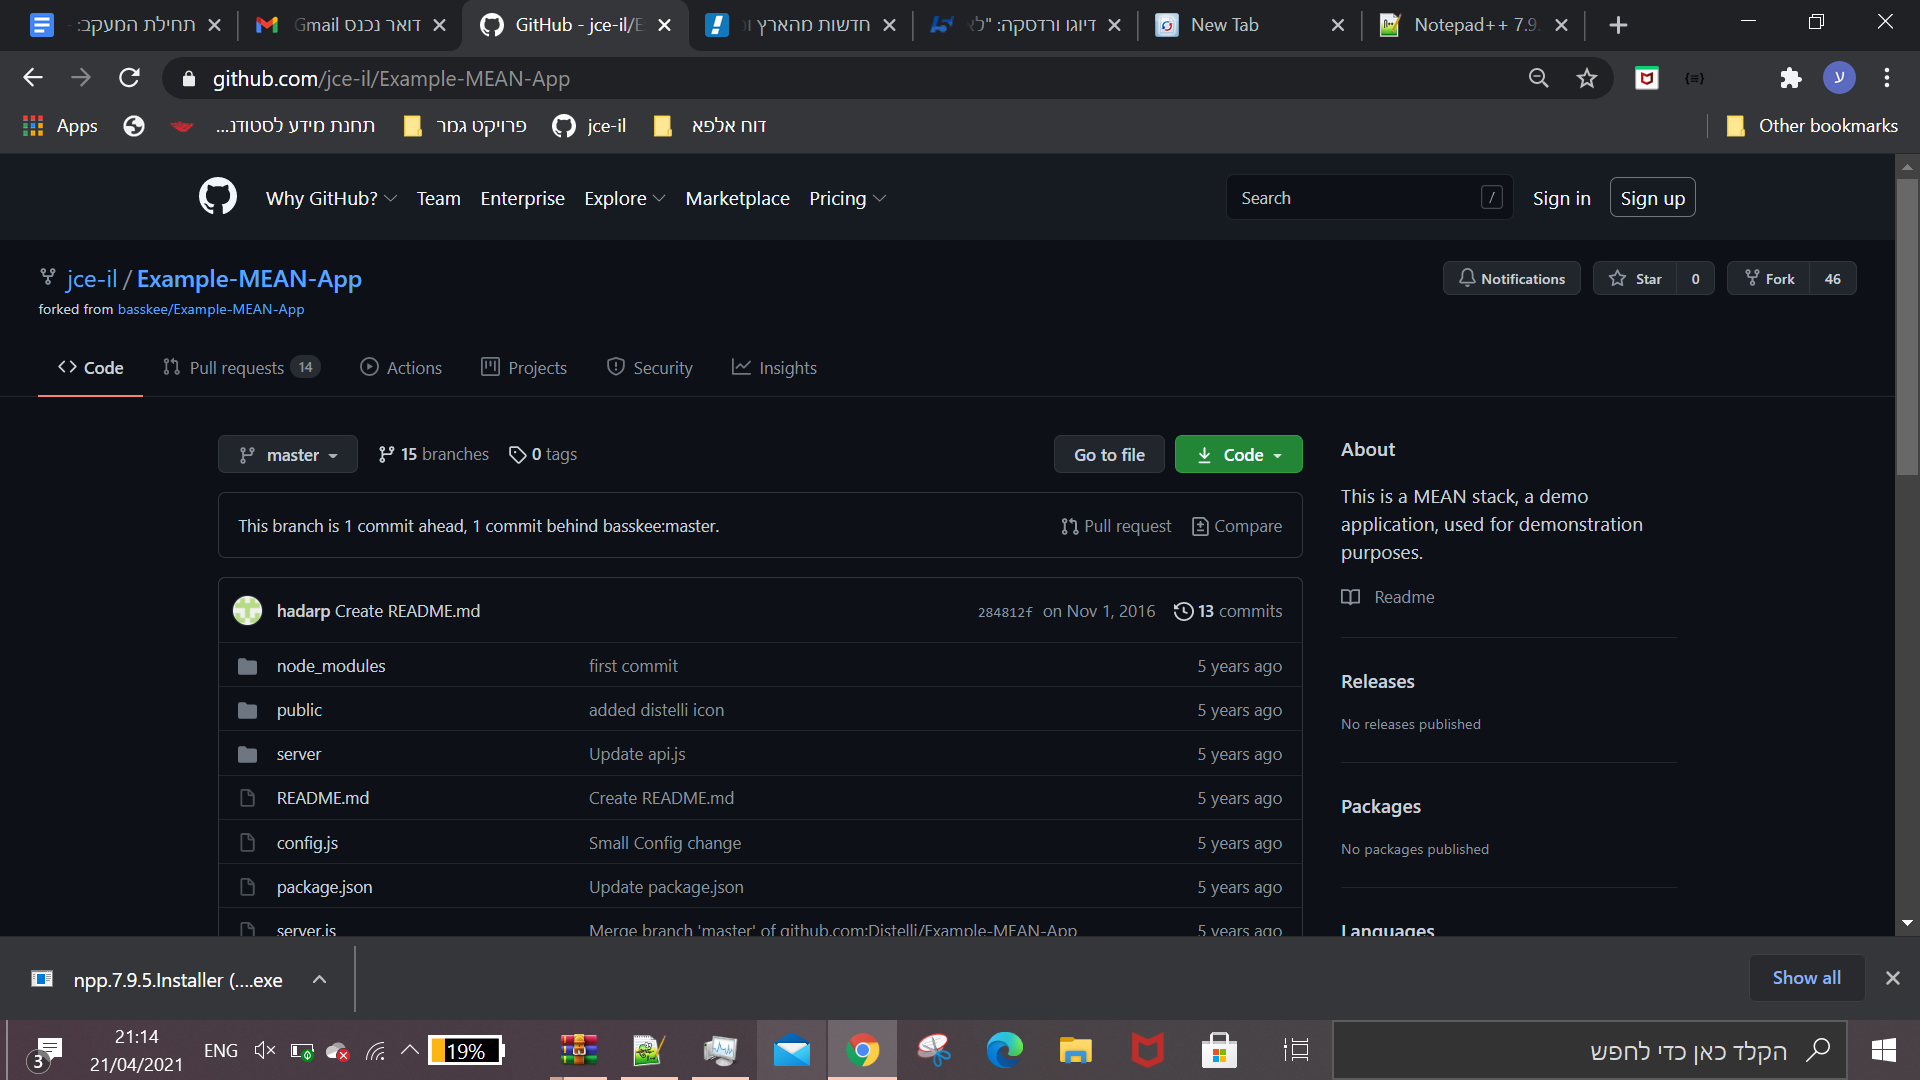 תחילת המעקב:
דואר נכנס Gmail
GitHub - jce-il/E
חדשות מהארץ
דיוגו ורדסקה: "לא
New Tab
Notepad++ 7.9.
github.com/jce-il/Example-MEAN-App
ע
Apps
תחנת מידע לסטודנ...
פרויקט גמר
jce-il
דוח אלפא
Other bookmarks
Why GitHub?
Team
Enterprise
Explore
Marketplace
Pricing
Search
/
Sign in
Sign up
jce-il / Example-MEAN-App
forked from basskee/Example-MEAN-App
Notifications
Star 0
Fork 46
Code
Pull requests 14
Actions
Projects
Security
Insights
master
15 branches
0 tags
Go to file
Code
This branch is 1 commit ahead, 1 commit behind basskee:master.
Pull request
Compare
hadarp Create README.md
284812f on Nov 1, 2016
13 commits
node_modules first commit 5 years ago
public added distelli icon 5 years ago
server Update api.js 5 years ago
README.md Create README.md 5 years ago
config.js Small Config change 5 years ago
package.json Update package.json 5 years ago
server.js Merge branch 'master' of github.com:Distelli/Example-MEAN-App 5 years ago
About
This is a MEAN stack, a demo
application, used for demonstration
purposes.
Readme
Releases
No releases published
Packages
No packages published
Languages
npp.7.9.5.Installer (....exe
Show all
3
21:14
21/04/2021
ENG
19%
הקלד כאן כדי לחפש